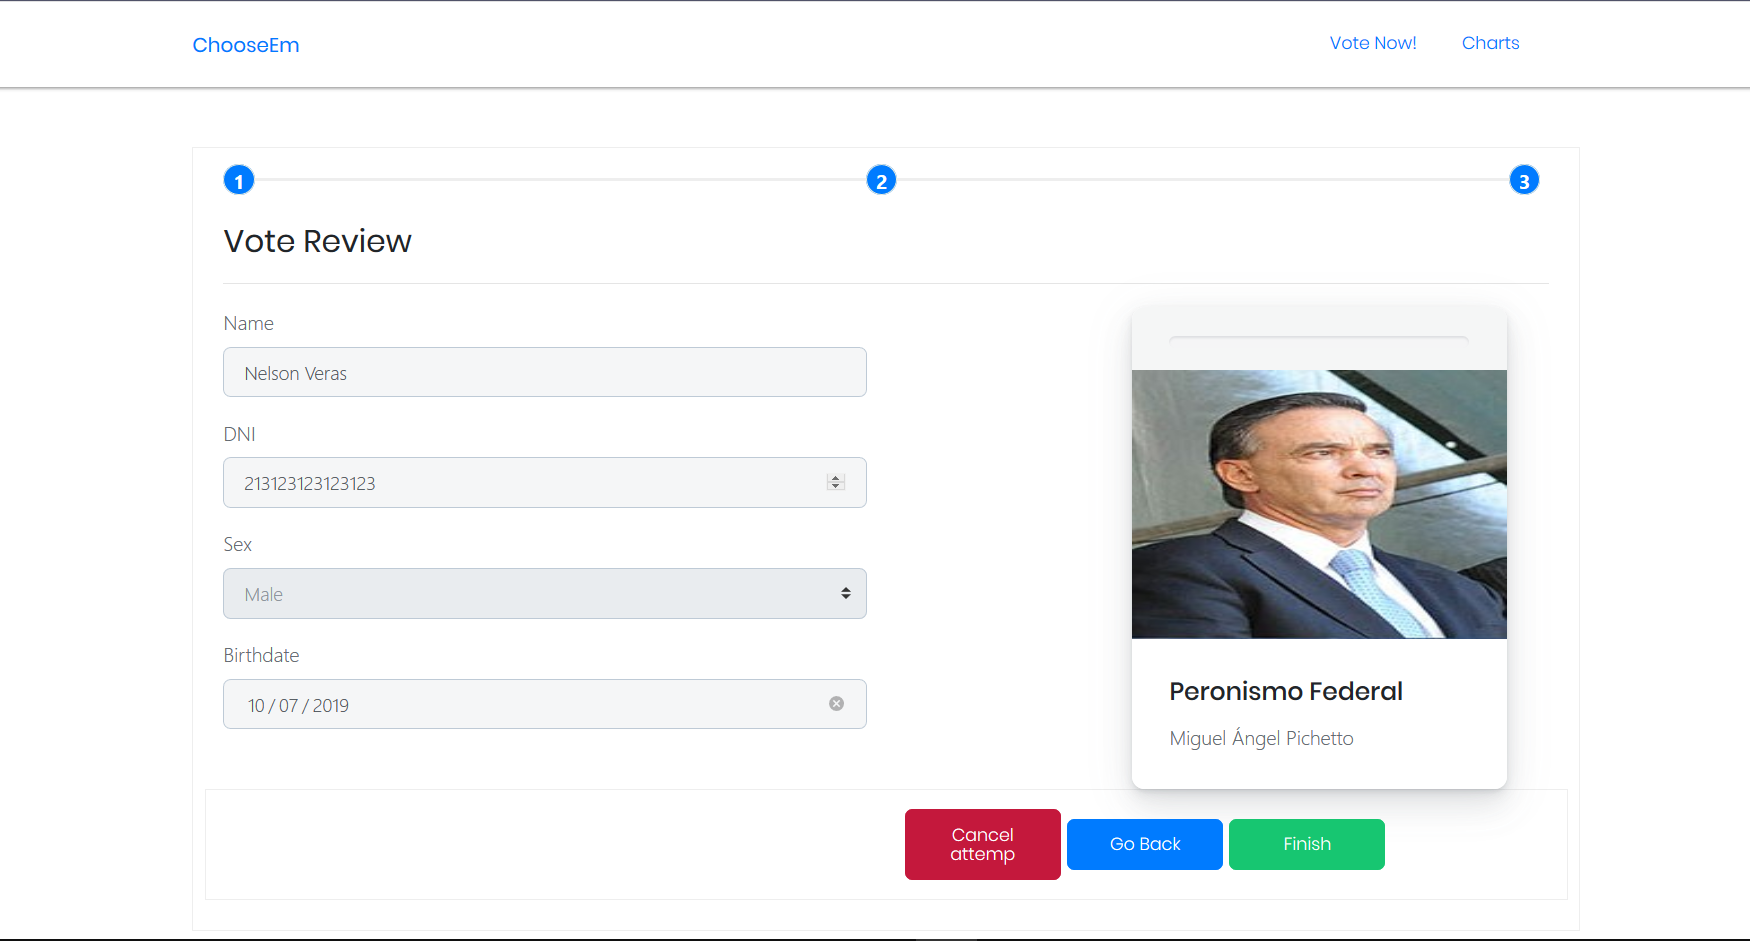 ChooseEm
Vote Now!
Charts
1
2
3
Vote Review
Name
Nelson Veras
DNI
213123123123123
Sex
Male
Birthdate
10 / 07 / 2019
Peronismo Federal
Miguel Ángel Pichetto
Cancel
attemp
Go Back
Finish